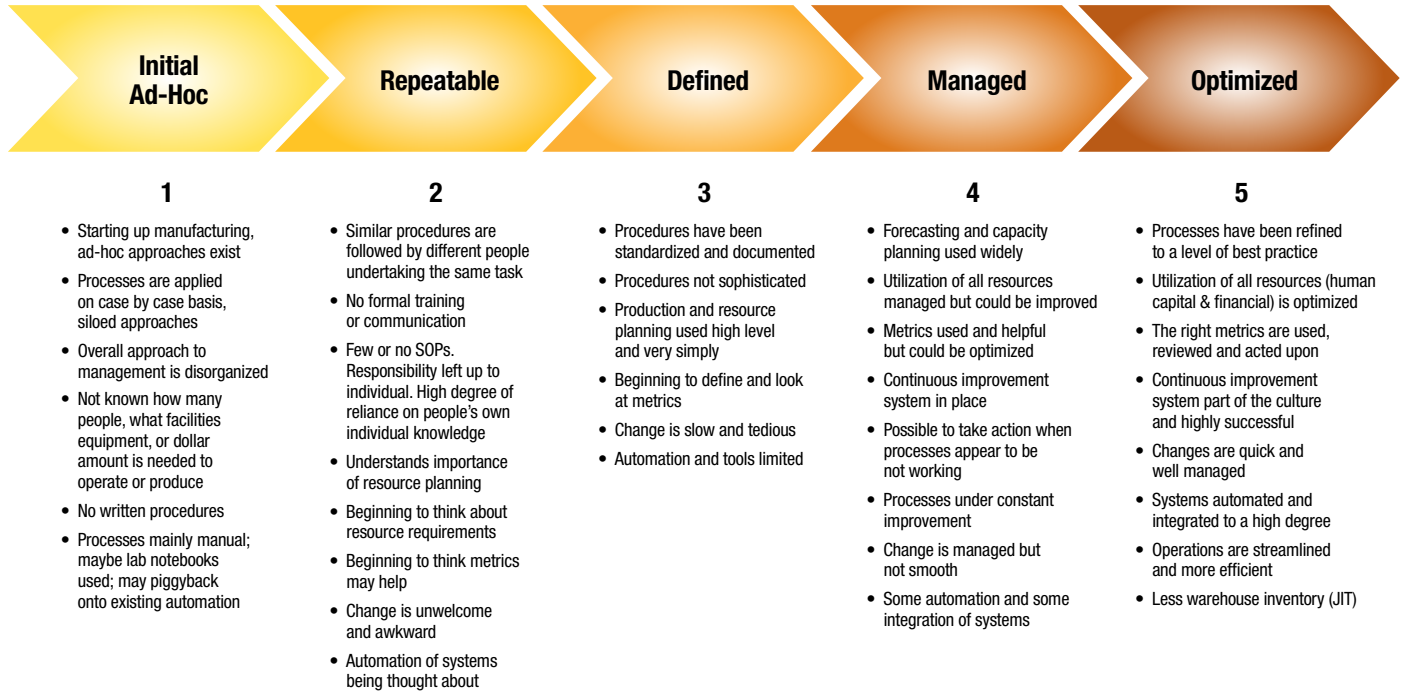 Initial
Ad-Hoc
Repeatable
Defined
Managed
Optimized
1
• Starting up manufacturing,
ad-hoc approaches exist
• Processes are applied
on case by case basis,
siloed approaches
• Overall approach to
management is disorganized
• Not known how many
people, what facilities
equipment, or dollar
amount is needed to
operate or produce
• No written procedures
• Processes mainly manual;
maybe lab notebooks
used; may piggyback
onto existing automation
2
• Similar procedures are
followed by different people
undertaking the same task
• No formal training
or communication
• Few or no SOPs.
Responsibility left up to
individual. High degree of
reliance on people’s own
individual knowledge
• Understands importance
of resource planning
• Beginning to think about
resource requirements
• Beginning to think metrics
may help
• Change is unwelcome
and awkward
• Automation of systems
being thought about
3
• Procedures have been
standardized and documented
• Procedures not sophisticated
• Production and resource
planning used high level
and very simply
• Beginning to define and look
at metrics
• Change is slow and tedious
• Automation and tools limited
4
• Forecasting and capacity
planning used widely
• Utilization of all resources
managed but could be improved
• Metrics used and helpful
but could be optimized
• Continuous improvement
system in place
• Possible to take action when
processes appear to be
not working
• Processes under constant
improvement
• Change is managed but
not smooth
• Some automation and some
integration of systems
5
• Processes have been refined
to a level of best practice
• Utilization of all resources (human
capital & financial) is optimized
• The right metrics are used,
reviewed and acted upon
• Continuous improvement
system part of the culture
and highly successful
• Changes are quick and
well managed
• Systems automated and
integrated to a high degree
• Operations are streamlined
and more efficient
• Less warehouse inventory (JIT)